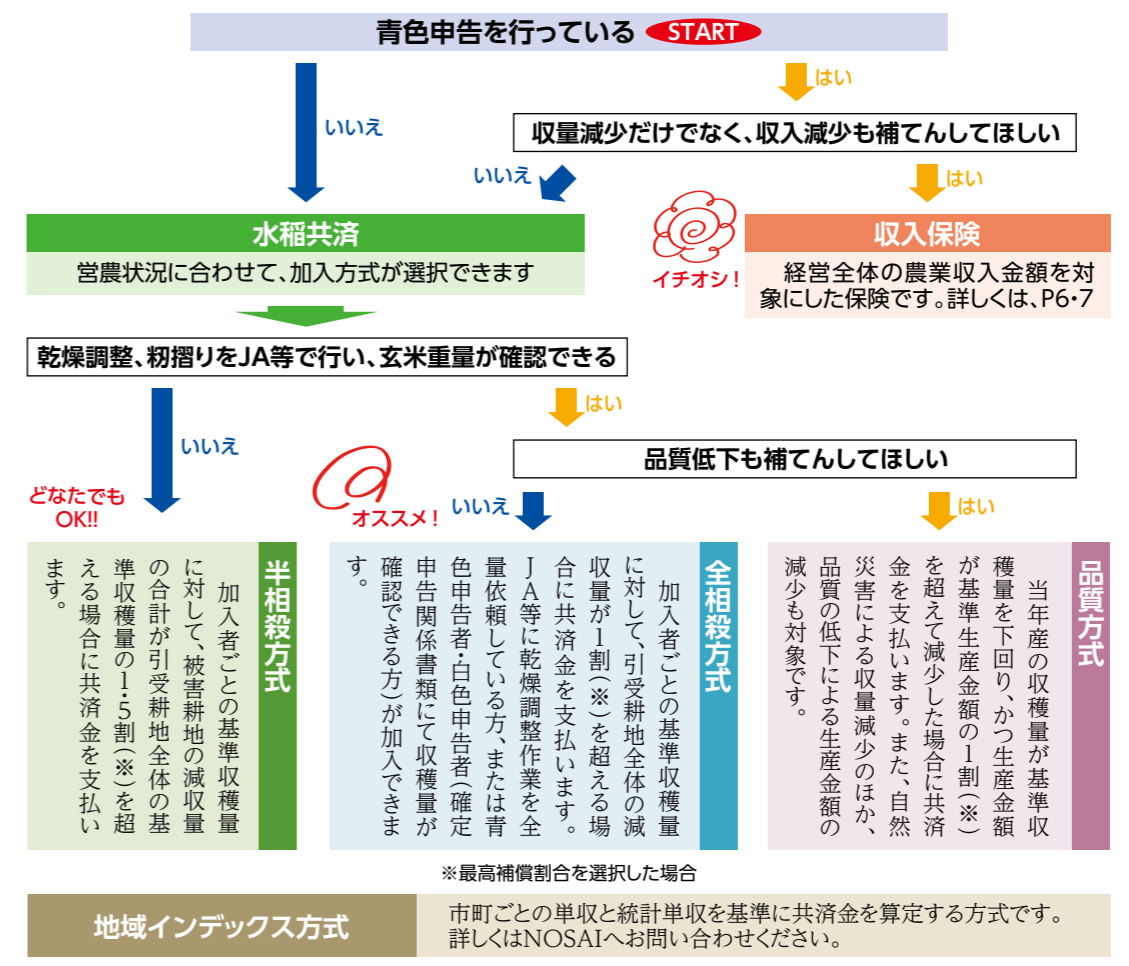 青色申告を行っている START
はい
いいえ
収量減少だけでなく、収入減少も補てんしてほしい
いいえ
はい
水稲共済
営農状況に合わせて、加入方式が選択できます
イチオシ！
収入保険
経営全体の農業収入金額を対
象にした保険です。詳しくは、P6・7
乾燥調整、籾摺りをJA等で行い、玄米重量が確認できる
はい
いいえ
品質低下も補てんしてほしい
どなたでも
OK!!
オススメ！
いいえ
はい
半相殺方式
加入者ごとの基準収穫量
に対して、被害耕地の減収量
の合計が引受耕地全体の基
準収穫量の1・5割（※）を超
える場合に共済金を支払い
ます。
全相殺方式
加入者ごとの基準収穫量
に対して、引受耕地全体の減
収量が1割（※）を超える場
合に共済金を支払います。
JA等に乾燥調整作業を全
量依頼している方、または青
色申告者・白色申告者（確定
申告関係書類にて収穫量が
確認できる方）が加入できま
す。
品質方式
当年産の収穫量が基準収
穫量を下回り、かつ生産金額
が基準生産金額の1割（※）
を超えて減少した場合に共済
金を支払います。また、自然
災害による収量減少のほか、
品質の低下による生産金額の
減少も対象です。
※最高補償割合を選択した場合
地域インデックス方式
市町ごとの単収と統計単収を基準に共済金を算定する方式です。
詳しくはNOSAIへお問い合わせください。